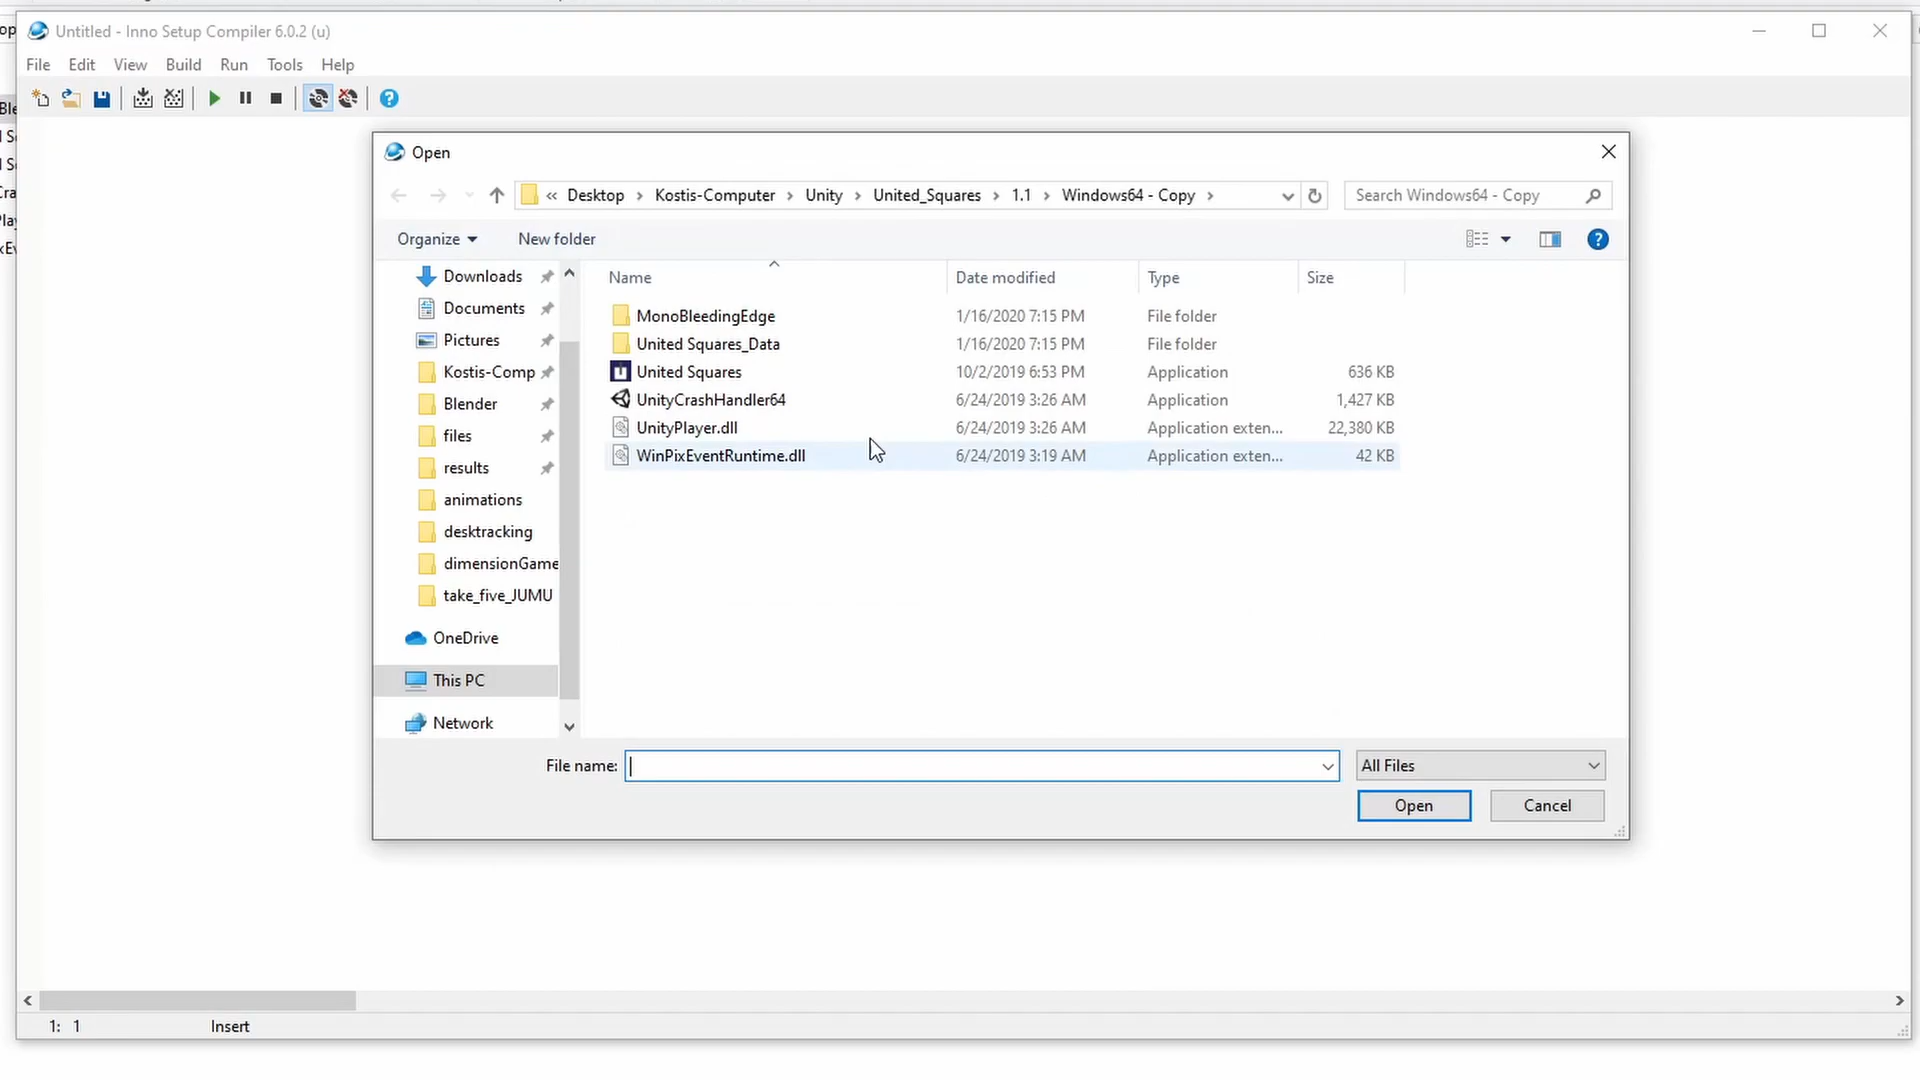 Untitled - Inno Setup Compiler 6.0.2 (u)
File Edit View Build Run Tools Help
Open
« Desktop › Kostis-Computer › Unity › United_Squares › 1.1 › Windows64 - Copy ›
Search Windows64 - Copy
Organize New folder
Name Date modified Type Size
Downloads
Documents
Pictures
Kostis-Comp
Blender
files
results
animations
desktracking
dimensionGame
take_five_JUMU
OneDrive
This PC
Network
MonoBleedingEdge 1/16/2020 7:15 PM File folder
United Squares_Data 1/16/2020 7:15 PM File folder
United Squares 10/2/2019 6:53 PM Application 636 KB
UnityCrashHandler64 6/24/2019 3:26 AM Application 1,427 KB
UnityPlayer.dll 6/24/2019 3:26 AM Application exten... 22,380 KB
WinPixEventRuntime.dll 6/24/2019 3:19 AM Application exten... 42 KB
File name:
All Files
Open Cancel
1: 1 Insert